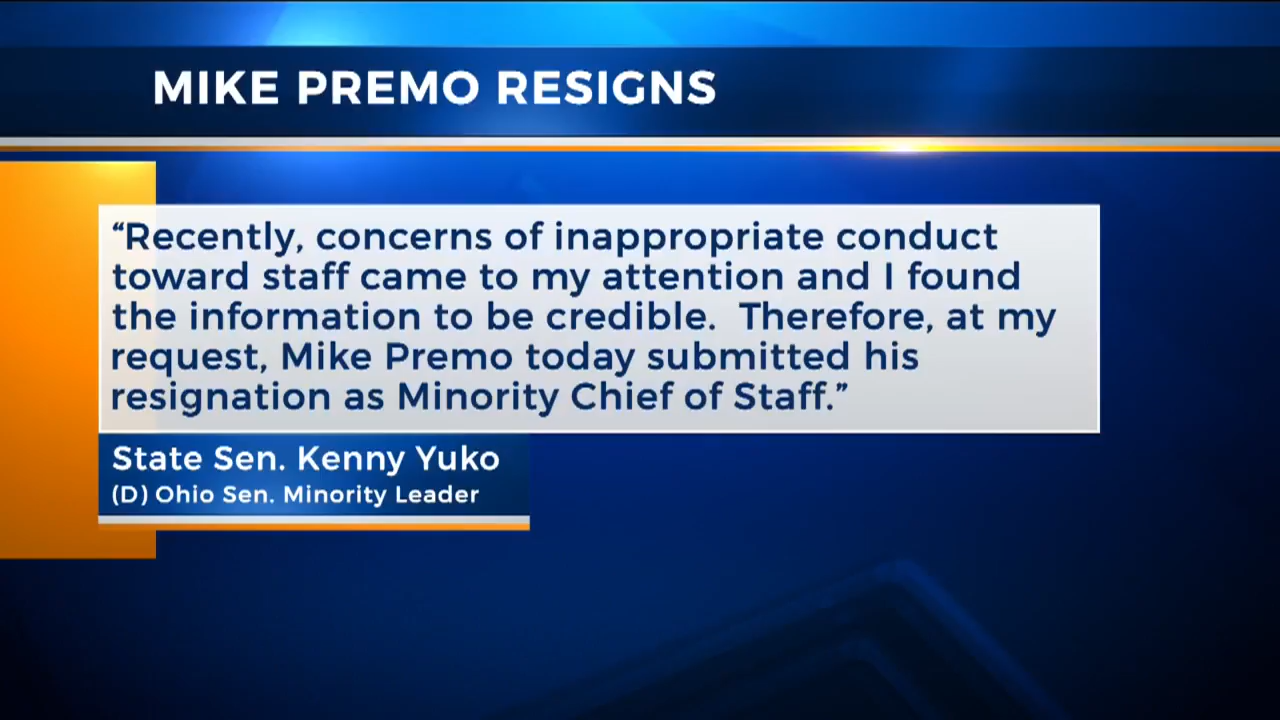 MIKE PREMO RESIGNS
“Recently, concerns of inappropriate conduct
toward staff came to my attention and I found
the information to be credible.  Therefore, at my
request, Mike Premo today submitted his
resignation as Minority Chief of Staff.”
State Sen. Kenny Yuko
(D) Ohio Sen. Minority Leader